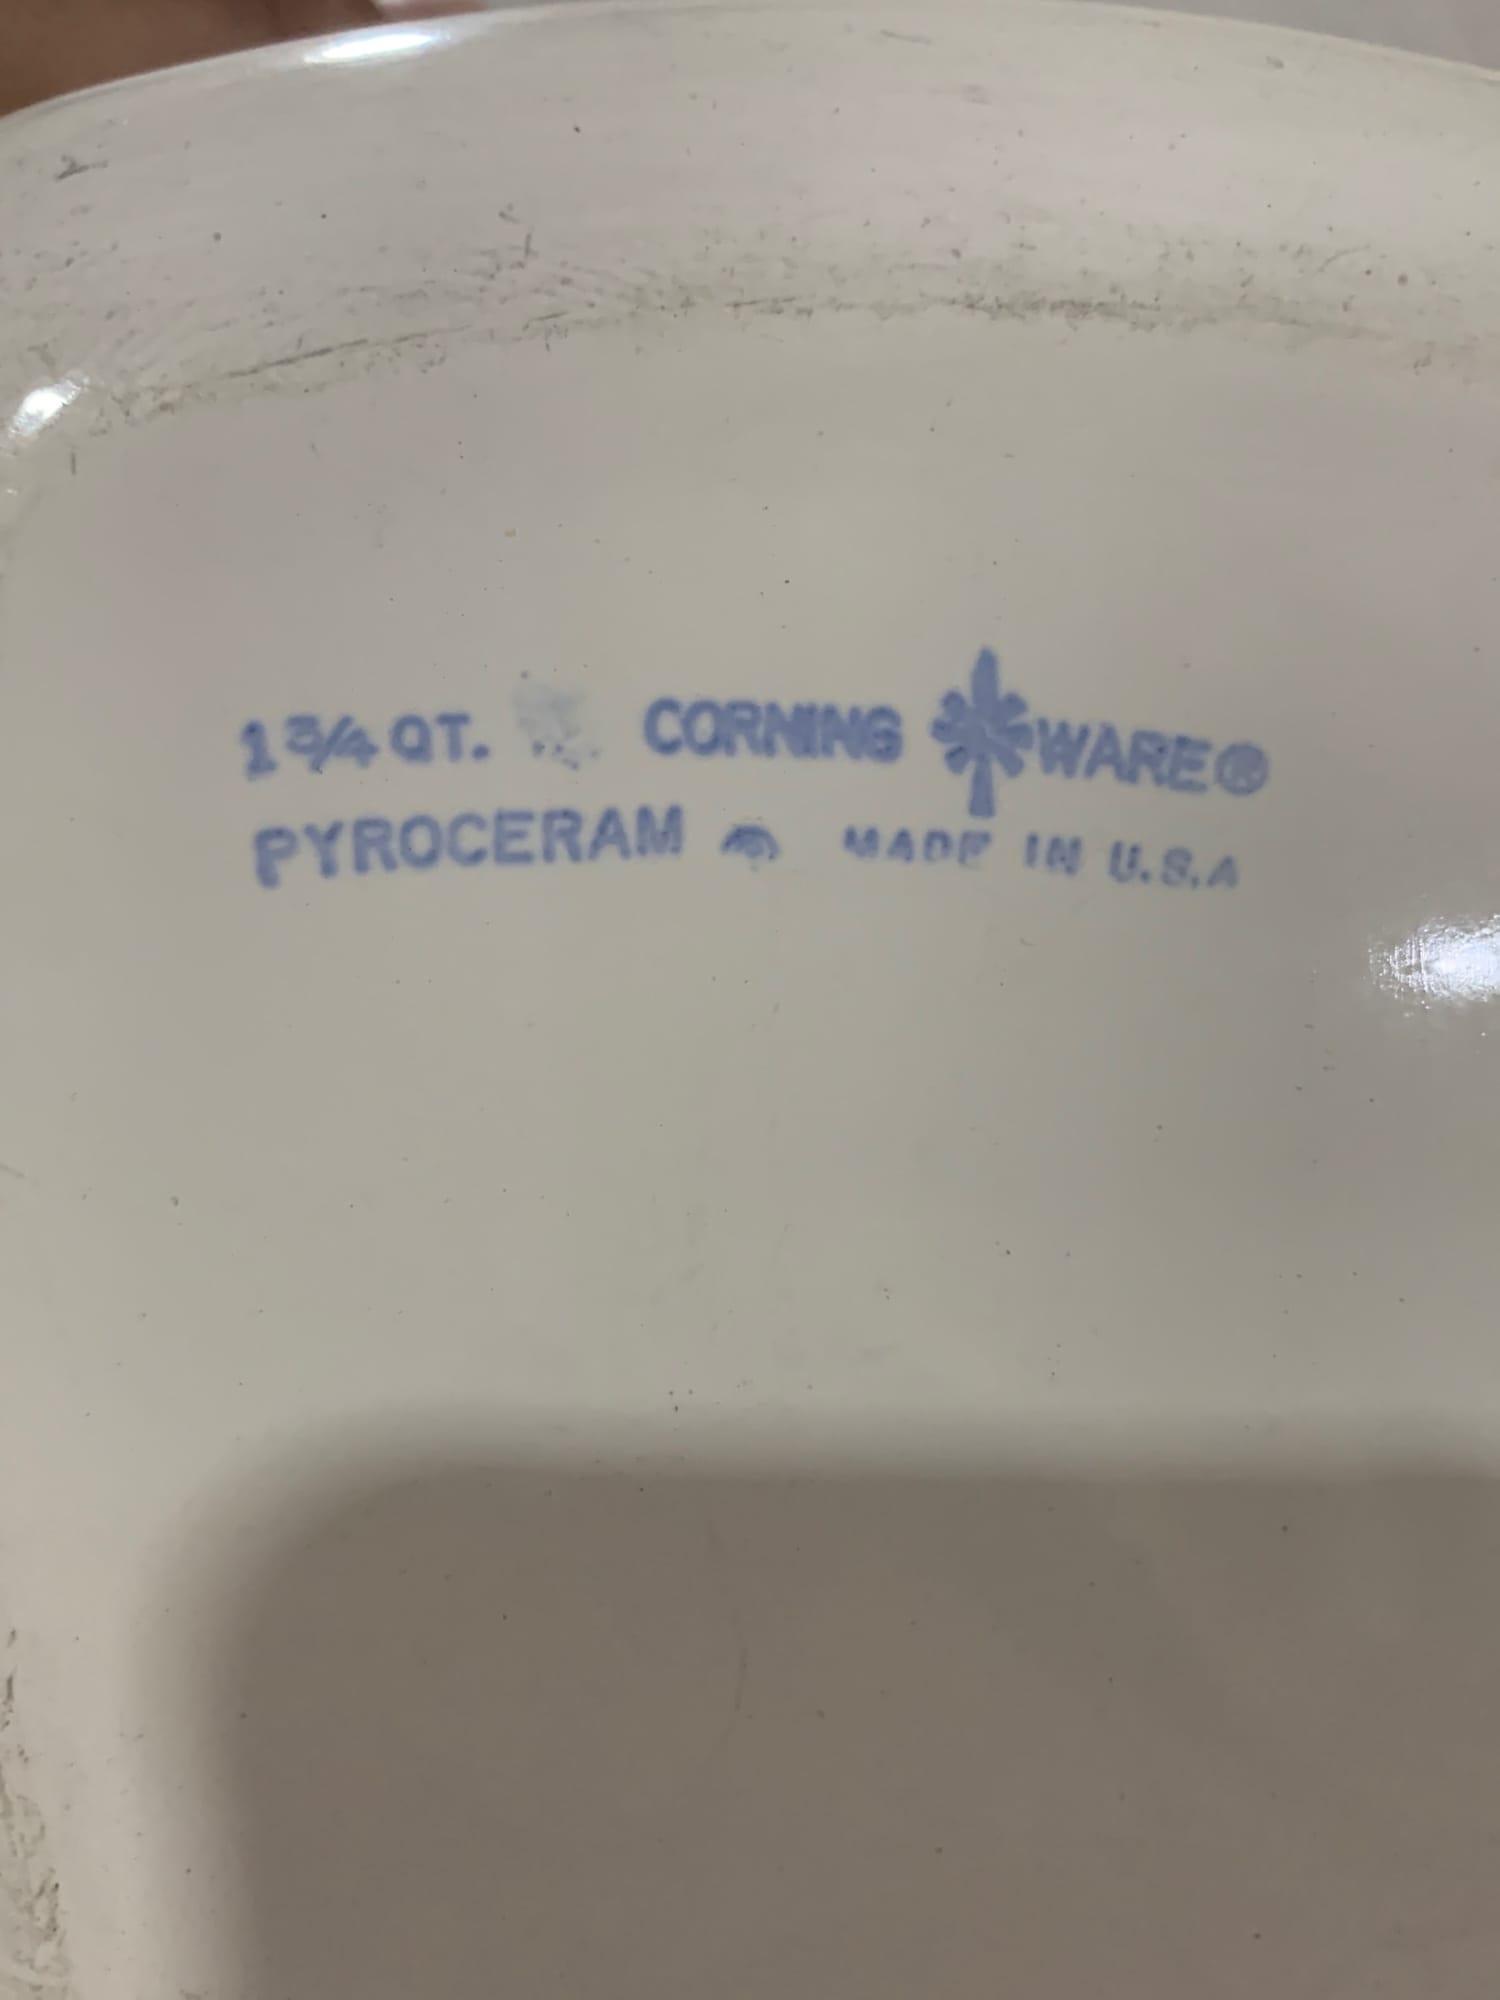 1 3/4 QT. CORNING WARE®
PYROCERAM MADE IN U.S.A